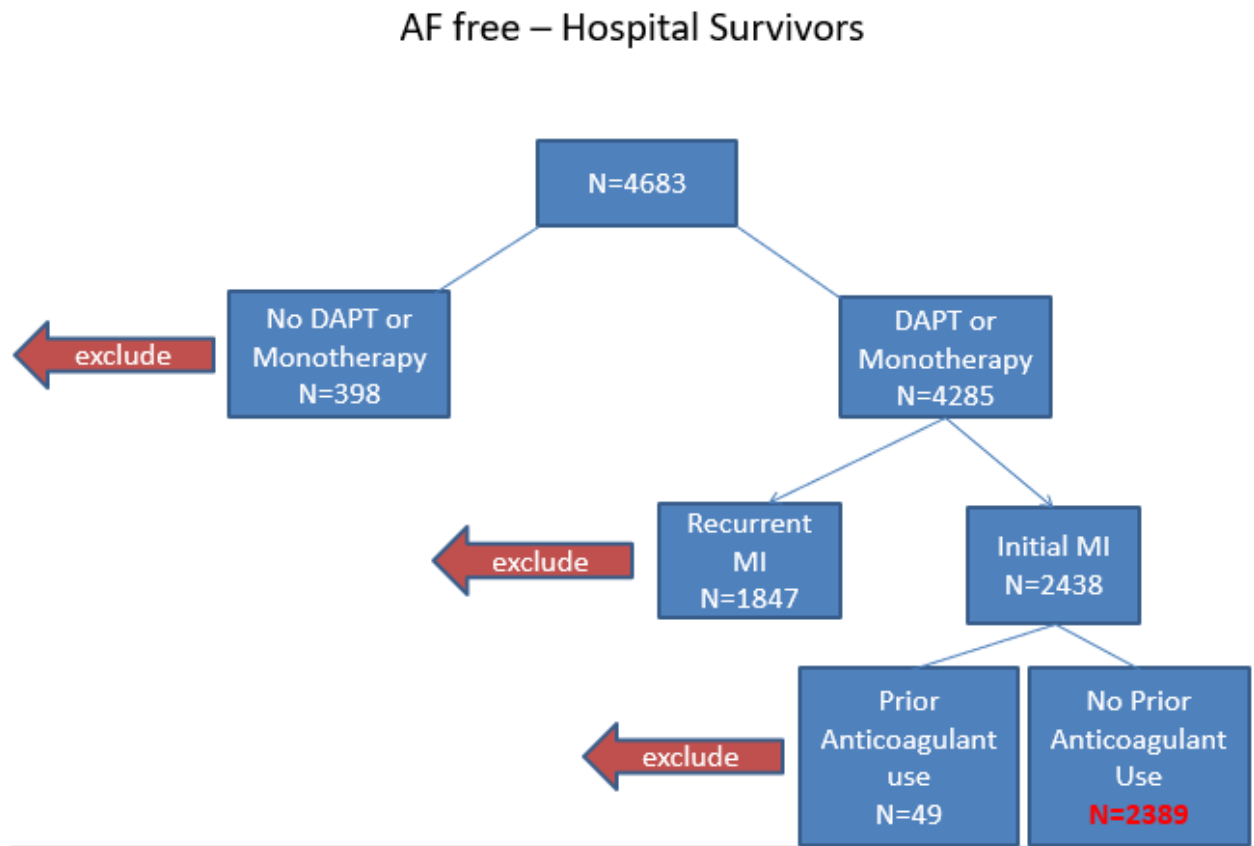 AF free – Hospital Survivors
N=4683
No DAPT or
Monotherapy
N=398
exclude
DAPT or
Monotherapy
N=4285
Recurrent
MI
N=1847
exclude
Initial MI
N=2438
Prior
Anticoagulant
use
N=49
exclude
No Prior
Anticoagulant
Use
N=2389